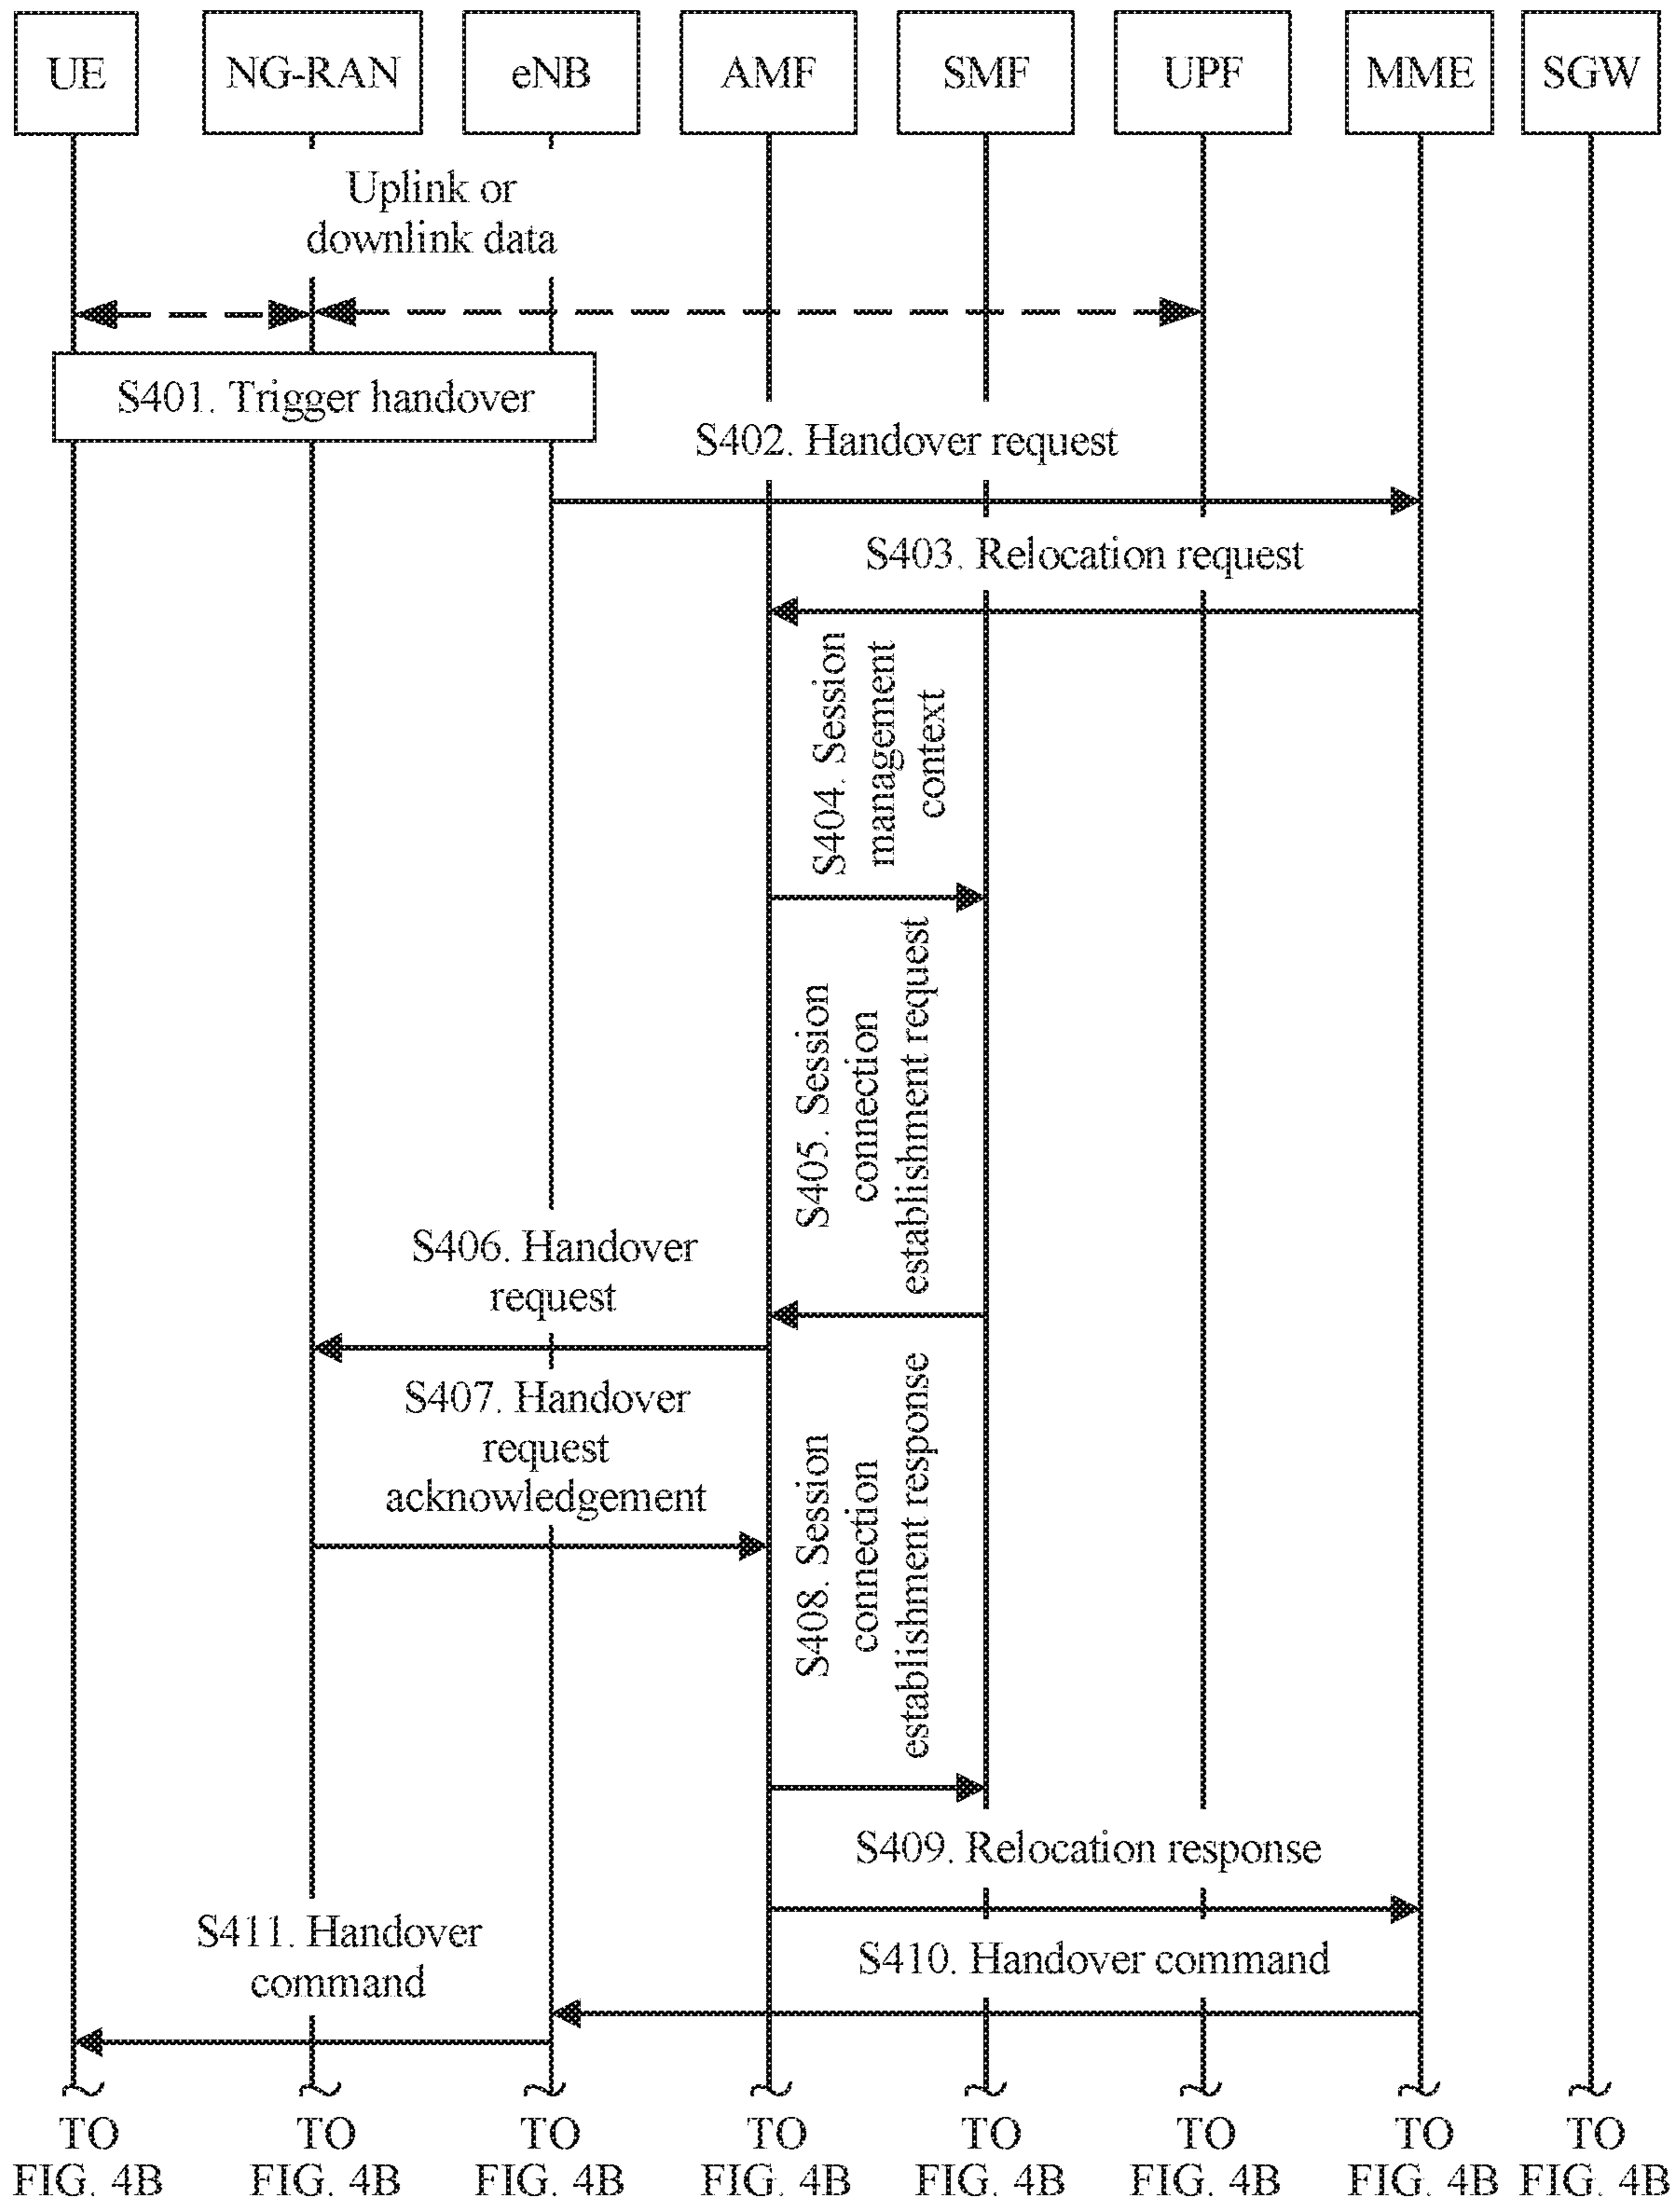 UE NG-RAN eNB AMF SMF UPF MME SGW
Uplink or
downlink data
S401. Trigger handover
S402. Handover request
S403. Relocation request
S404. Session
management
context
S405. Session
connection
establishment request
S406. Handover
request
S407. Handover
request
acknowledgement
S408. Session
connection
establishment response
S409. Relocation response
S410. Handover command
S411. Handover
command
TO TO TO TO TO TO TO TO
FIG. 4B FIG. 4B FIG. 4B FIG. 4B FIG. 4B FIG. 4B FIG. 4B FIG. 4B